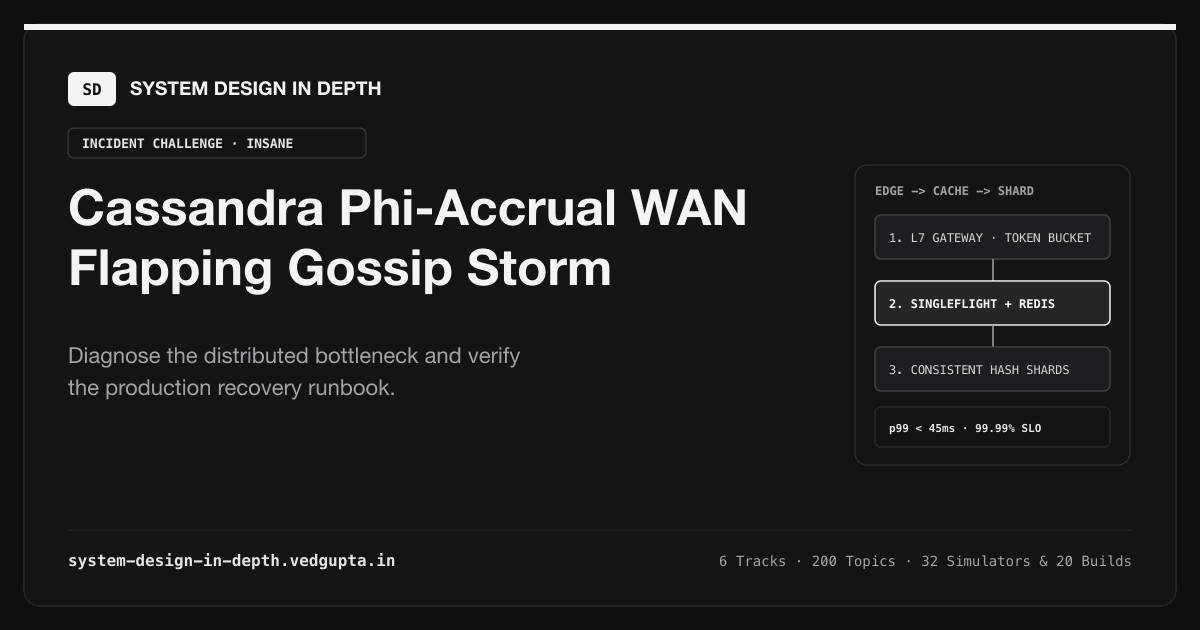 SD SYSTEM DESIGN IN DEPTH
INCIDENT CHALLENGE · INSANE
Cassandra Phi-Accrual WAN
Flapping Gossip Storm
Diagnose the distributed bottleneck and verify
the production recovery runbook.
EDGE —> CACHE —> SHARD
1. L7 GATEWAY · TOKEN BUCKET
2. SINGLEFLIGHT + REDIS
3. CONSISTENT HASH SHARDS
p99 < 45ms · 99.99% SLO
system-design-in-depth.vedgupta.in
6 Tracks · 200 Topics · 32 Simulators & 20 Builds